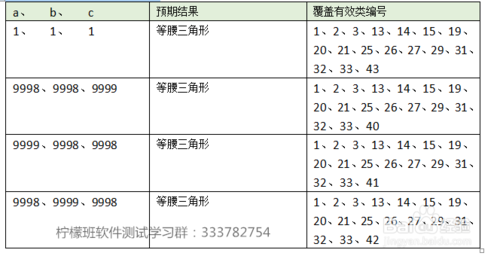 a、 b、 c 预期结果 覆盖有效类编号
1、 1、 1 等腰三角形 1、2、3、13、14、15、19、
20、21、25、26、27、29、31、
32、33、43
9998、9998、9999 等腰三角形 1、2、3、13、14、15、19、
20、21、25、26、27、29、31、
32、33、40
9999、9998、9998 等腰三角形 1、2、3、13、14、15、19、
20、21、25、26、27、29、31、
32、33、41
9998、9999、9998 等腰三角形 1、2、3、13、14、15、19、
20、21、25、26、27、29、31、
32、33、42
柠檬班软件测试学习群：333782754